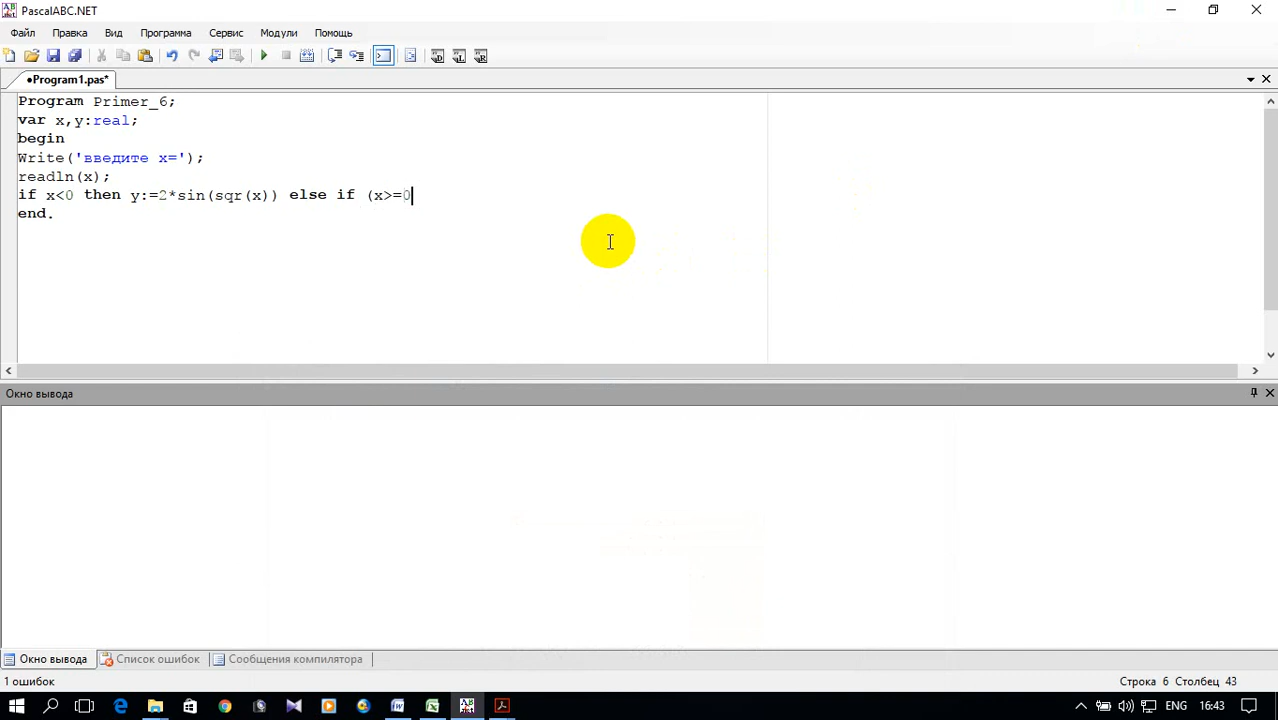 PascalABC.NET
Файл Правка Вид Программа Сервис Модули Помощь
•Program1.pas*
Program Primer_6;
var x,y:real;
begin
Write('введите x=');
readln(x);
if x<0 then y:=2*sin(sqr(x)) else if (x>=0
end.
Окно вывода
Окно вывода Список ошибок Сообщения компилятора
1 ошибок Строка 6 Столбец 43
ENG 16:43